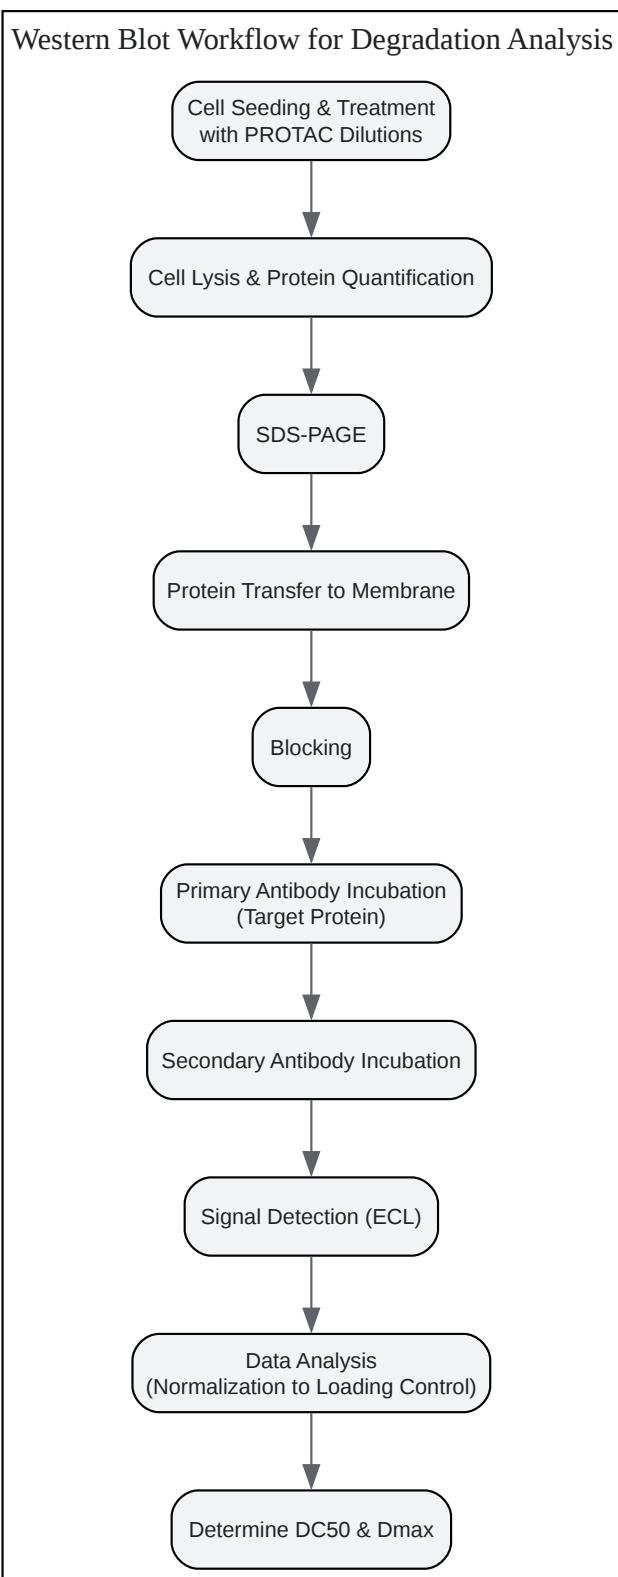 Western Blot Workflow for Degradation Analysis
Cell Seeding & Treatment
with PROTAC Dilutions
Cell Lysis & Protein Quantification
SDS-PAGE
Protein Transfer to Membrane
Blocking
Primary Antibody Incubation
(Target Protein)
Secondary Antibody Incubation
Signal Detection (ECL)
Data Analysis
(Normalization to Loading Control)
Determine DC50 & Dmax